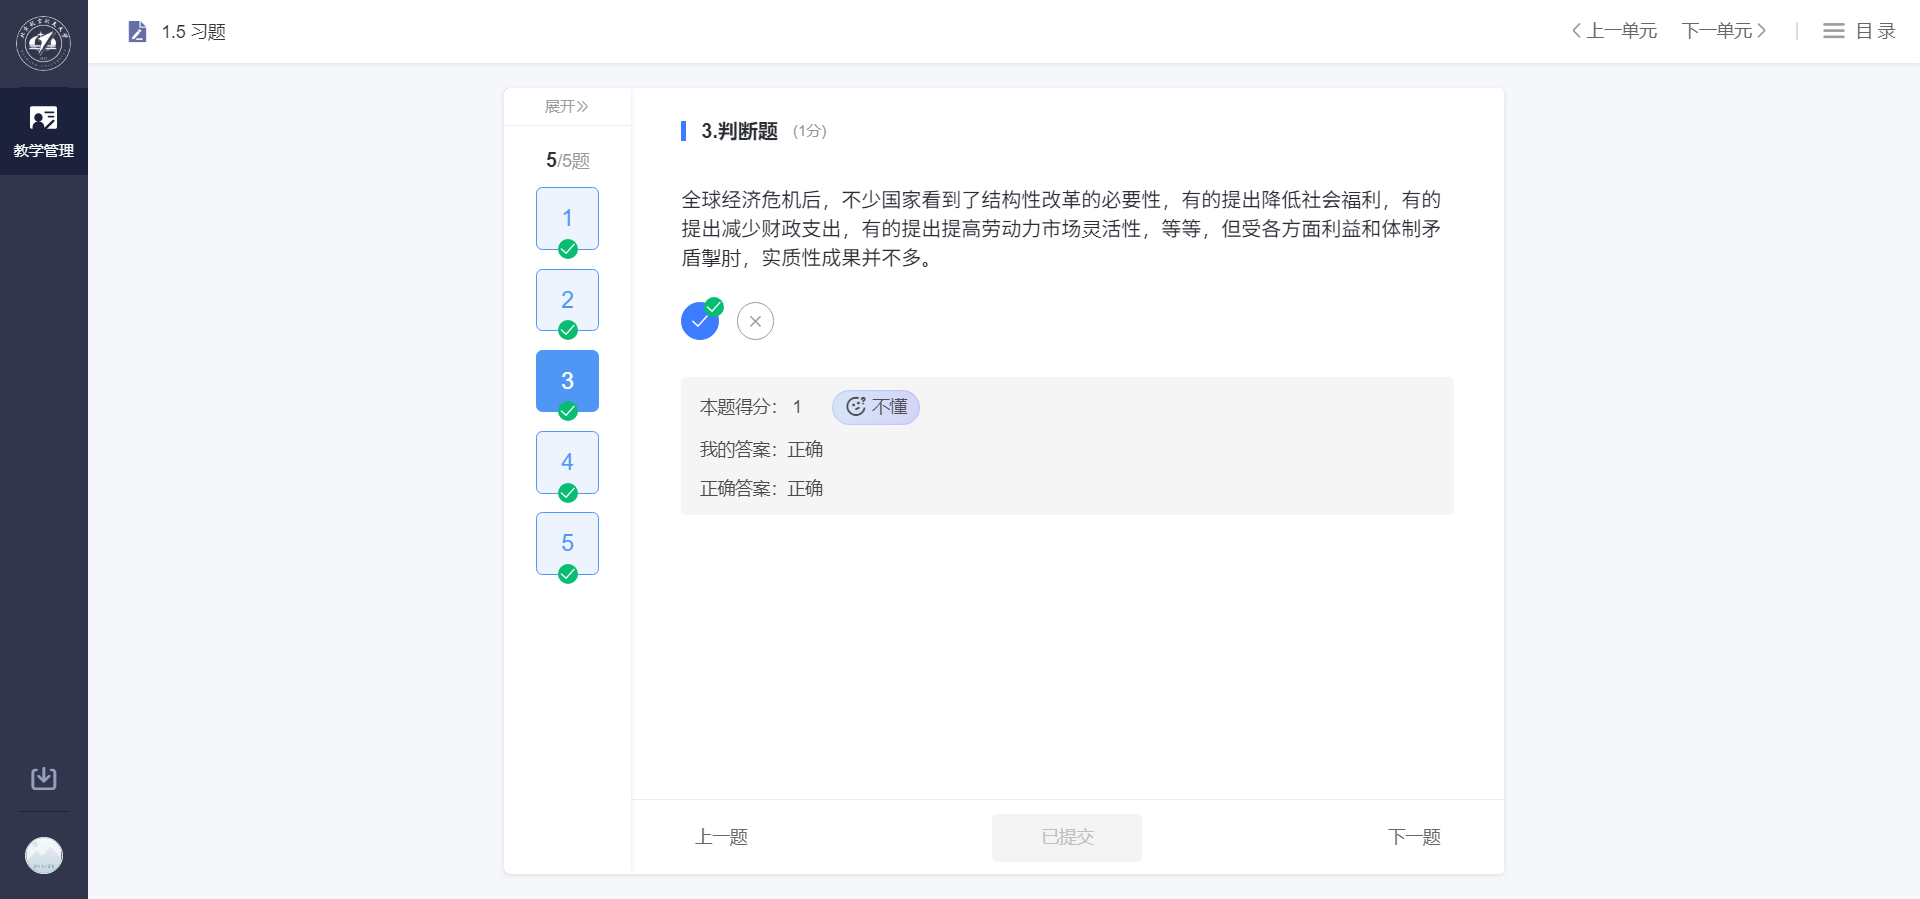 1.5 习题
上一单元
下一单元
目录
教学管理
展开
5/5题
1
2
3
4
5
3.判断题 (1分)
全球经济危机后，不少国家看到了结构性改革的必要性，有的提出降低社会福利，有的
提出减少财政支出，有的提出提高劳动力市场灵活性，等等，但受各方面利益和体制矛
盾掣肘，实质性成果并不多。
本题得分： 1 不懂
我的答案：正确
正确答案：正确
上一题
已提交
下一题